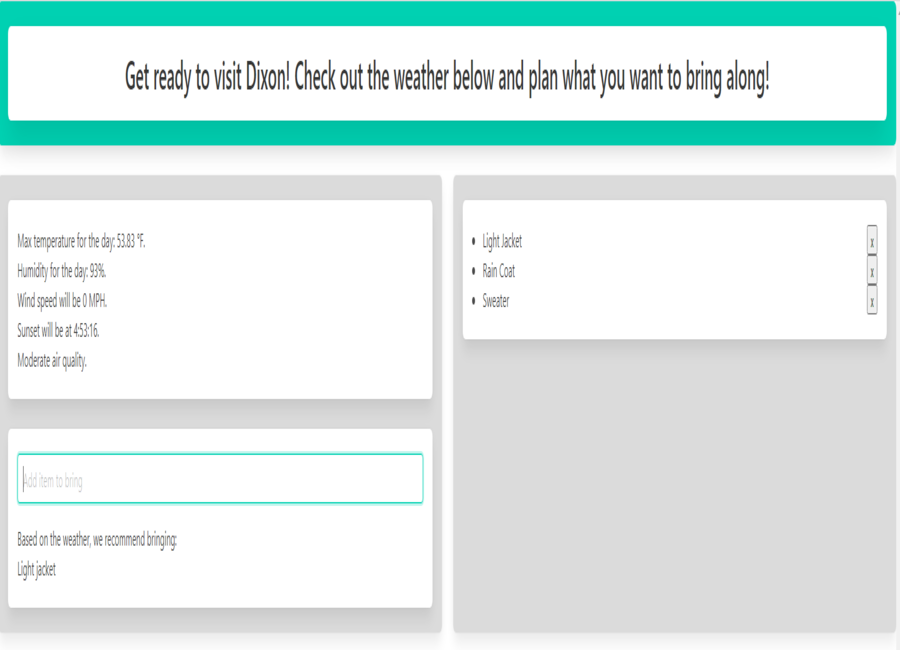 Get ready to visit Dixon! Check out the weather below and plan what you want to bring along!
Max temperature for the day: 53.83 °F.
Humidity for the day: 93%.
Wind speed will be 0 MPH.
Sunset will be at 4:53:16.
Moderate air quality.
Add item to bring
Based on the weather, we recommend bringing:
Light jacket
Light Jacket x
Rain Coat x
Sweater x